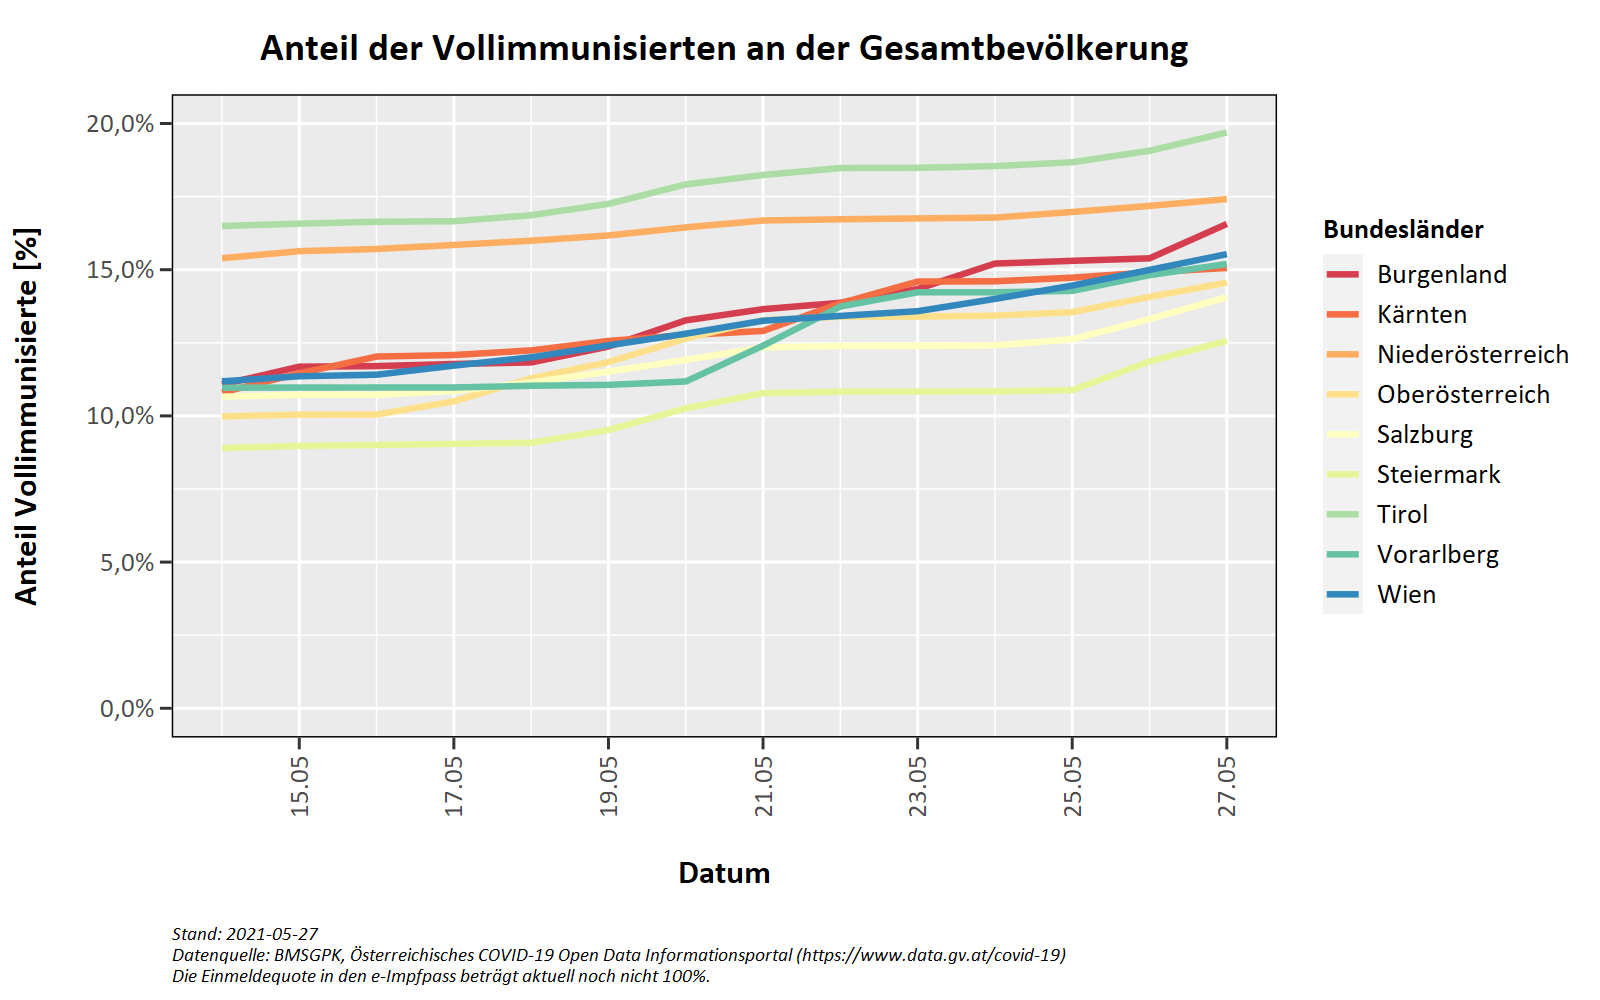 Anteil der Vollimmunisierten an der Gesamtbevölkerung
Anteil Vollimmunisierte [%]
20,0%
15,0%
10,0%
5,0%
0,0%
15.05
17.05
19.05
21.05
23.05
25.05
27.05
Datum
Bundesländer
Burgenland
Kärnten
Niederösterreich
Oberösterreich
Salzburg
Steiermark
Tirol
Vorarlberg
Wien
Stand: 2021-05-27
Datenquelle: BMSGPK, Österreichisches COVID-19 Open Data Informationsportal (https://www.data.gv.at/covid-19)
Die Einmeldequote in den e-Impfpass beträgt aktuell noch nicht 100%.